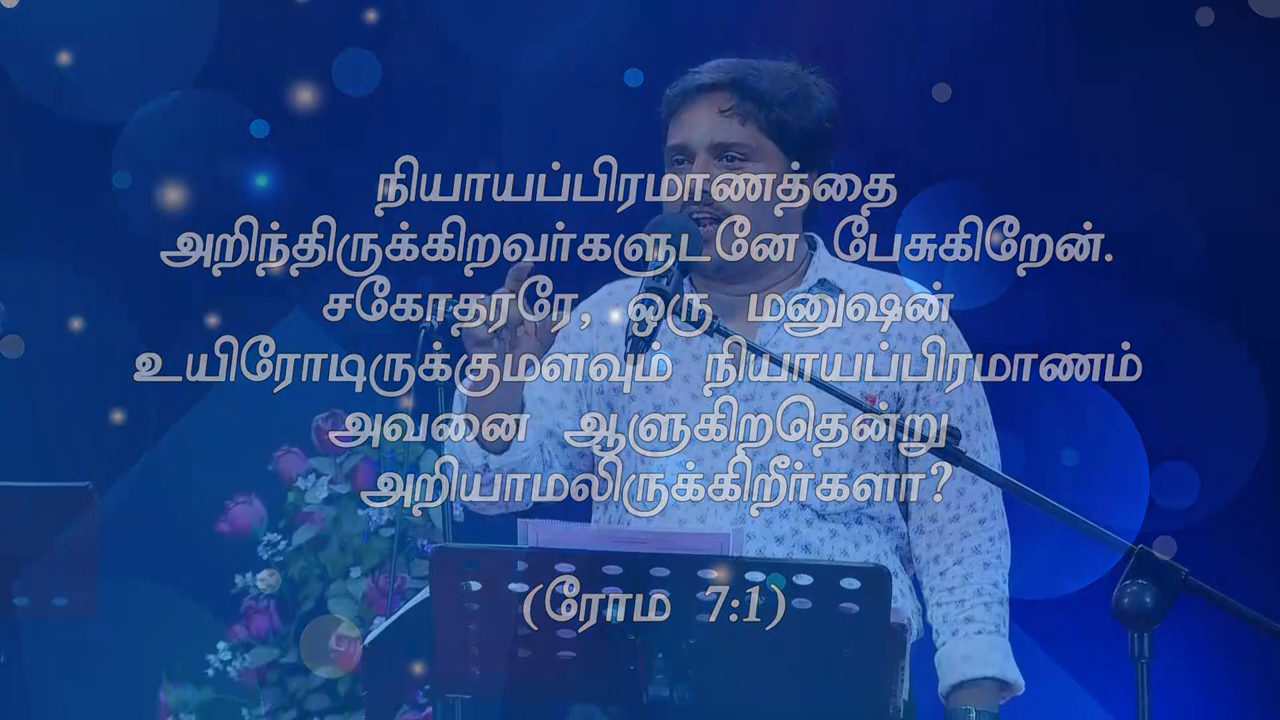 நியாயப்பிரமாணத்தை
அறிந்திருக்கிறவர்களுடனே பேசுகிறேன்.
சகோதரரே, ஒரு மனுஷன்
உயிரோடிருக்குமளவும் நியாயப்பிரமாணம்
அவனை ஆளுகிறதென்று
அறியாமலிருக்கிறீர்களா?
(ரோம 7:1)